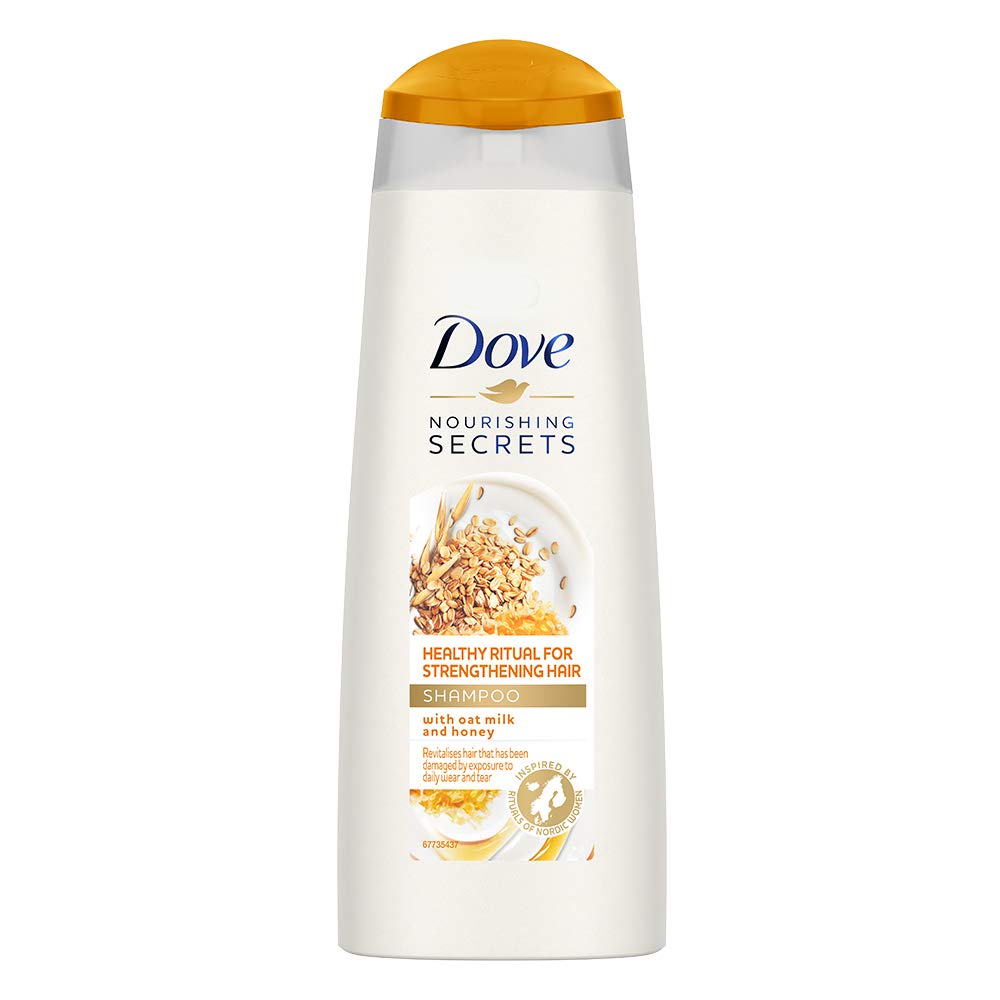 Dove
NOURISHING
SECRETS
HEALTHY RITUAL FOR
STRENGTHENING HAIR
SHAMPOO
with oat milk
and honey
Revitalises hair that has been
damaged by exposure to
daily wear and tear
INSPIRED BY
RITUALS OF NORDIC WOMEN
67735437